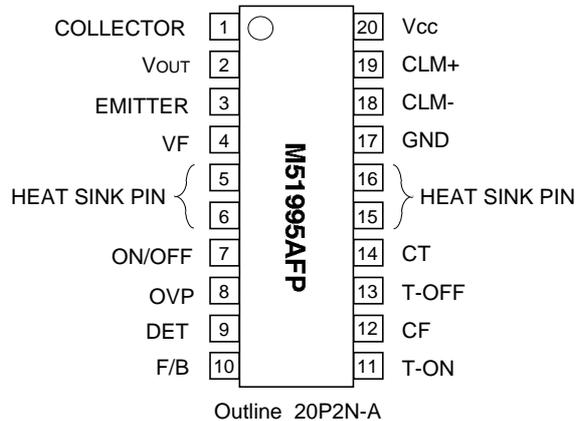 COLLECTOR 1 20 Vcc
VOUT 2 19 CLM+
EMITTER 3 18 CLM-
VF 4 17 GND
5 16
HEAT SINK PIN HEAT SINK PIN
6 15
ON/OFF 7 14 CT
OVP 8 13 T-OFF
DET 9 12 CF
F/B 10 11 T-ON
M51995AFP
Outline 20P2N-A